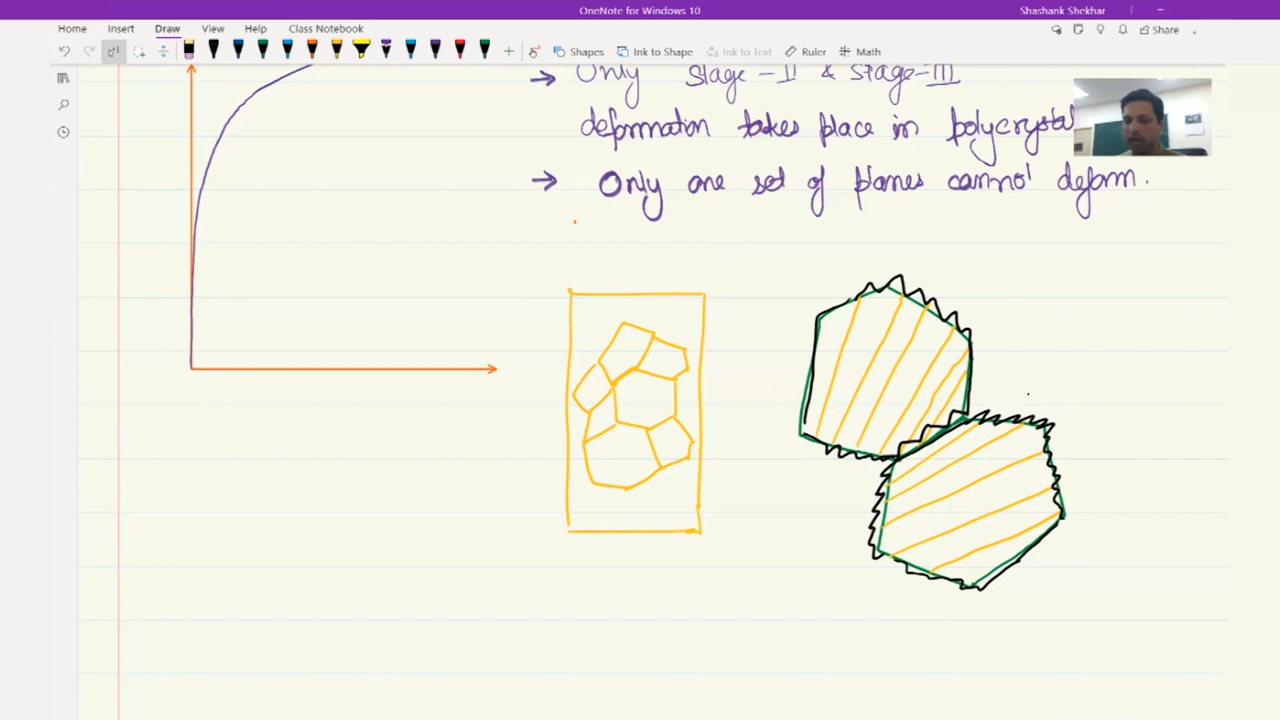 OneNote for Windows 10
Shashank Shekhar
Home Insert Draw View Help Class Notebook
Share
Shapes Ink to Shape Ink to Text Ruler Math
→ Only Stage-II & Stage-III
deformation takes place in polycrystal
→ Only one set of planes cannot deform.